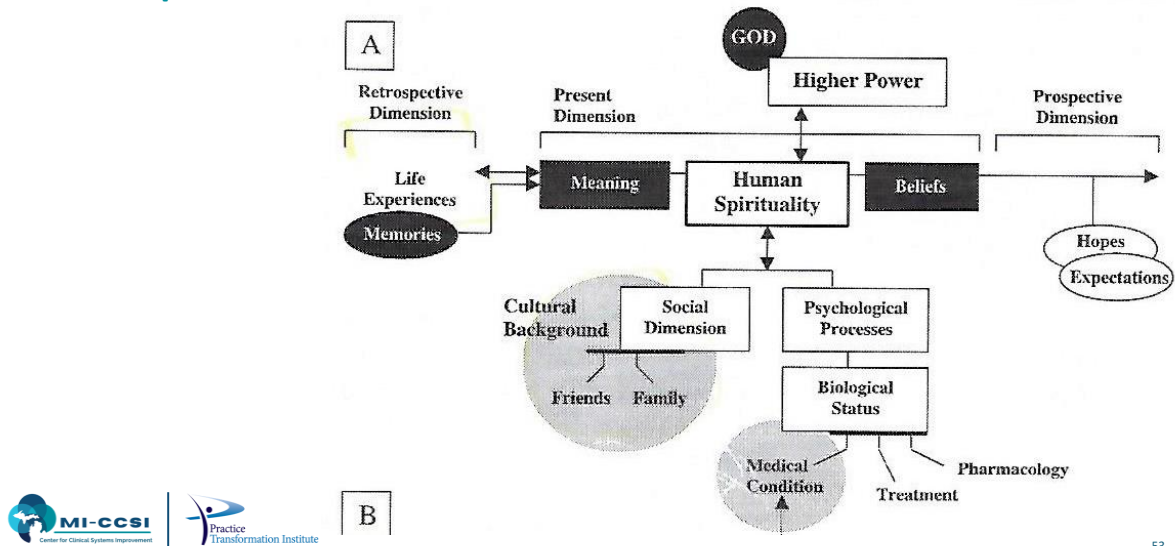 A
GOD
Higher Power
Retrospective
Dimension
Present
Dimension
Prospective
Dimension
Life
Experiences
Memories
Meaning
Human
Spirituality
Beliefs
Hopes
Expectations
Cultural
Background
Social
Dimension
Friends
Family
Psychological
Processes
Biological
Status
Medical
Condition
Treatment
Pharmacology
B
MI-CCSI
Center for Clinical Systems Improvement
Practice
Transformation Institute
53